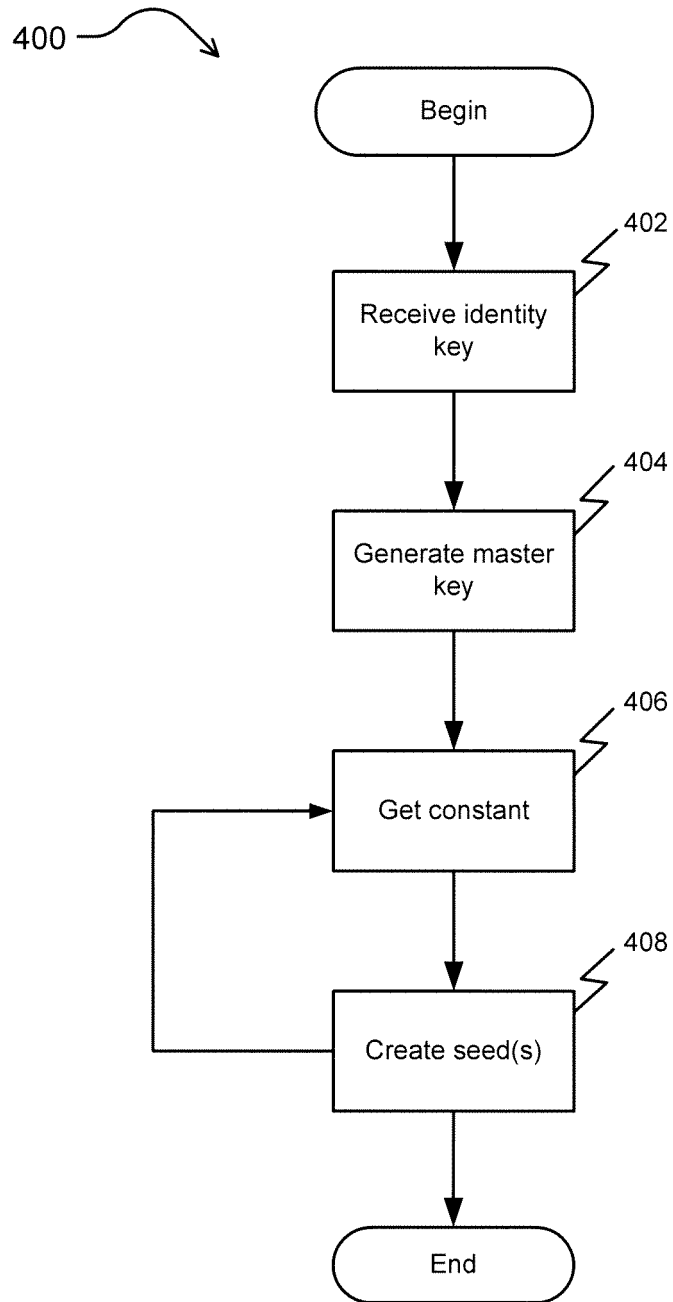 400
Begin
402
Receive identity
key
404
Generate master
key
406
Get constant
408
Create seed(s)
End